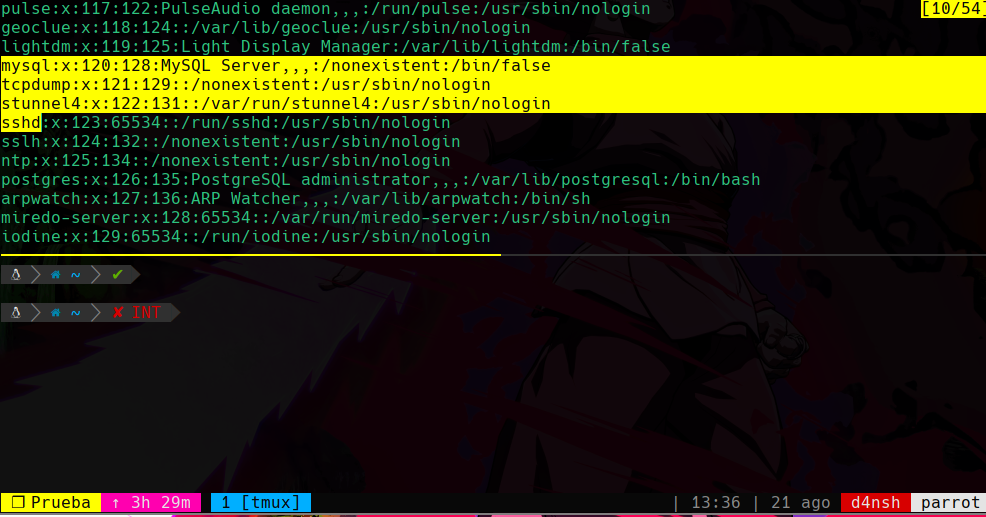 pulse:x:117:122:PulseAudio daemon,,,:/run/pulse:/usr/sbin/nologin [10/54]
geoclue:x:118:124::/var/lib/geoclue:/usr/sbin/nologin
lightdm:x:119:125:Light Display Manager:/var/lib/lightdm:/bin/false
mysql:x:120:128:MySQL Server,,,:/nonexistent:/bin/false
tcpdump:x:121:129::/nonexistent:/usr/sbin/nologin
stunnel4:x:122:131::/var/run/stunnel4:/usr/sbin/nologin
sshd:x:123:65534::/run/sshd:/usr/sbin/nologin
sslh:x:124:132::/nonexistent:/usr/sbin/nologin
ntp:x:125:134::/nonexistent:/usr/sbin/nologin
postgres:x:126:135:PostgreSQL administrator,,,:/var/lib/postgresql:/bin/bash
arpwatch:x:127:136:ARP Watcher,,,:/var/lib/arpwatch:/bin/sh
miredo-server:x:128:65534::/var/run/miredo-server:/usr/sbin/nologin
iodine:x:129:65534::/run/iodine:/usr/sbin/nologin
~ ✔
~ ✘ INT
❐ Prueba ↑ 3h 29m 1 [tmux] | 13:36 | 21 ago d4nsh parrot